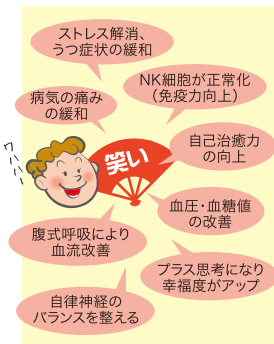 ストレス解消、
うつ症状の緩和
NK細胞が正常化
（免疫力向上）
病気の痛み
の緩和
自己治癒力
の向上
ワハハハ
笑い
血圧・血糖値
の改善
腹式呼吸により
血流改善
プラス思考になり
幸福度がアップ
自律神経の
バランスを整える